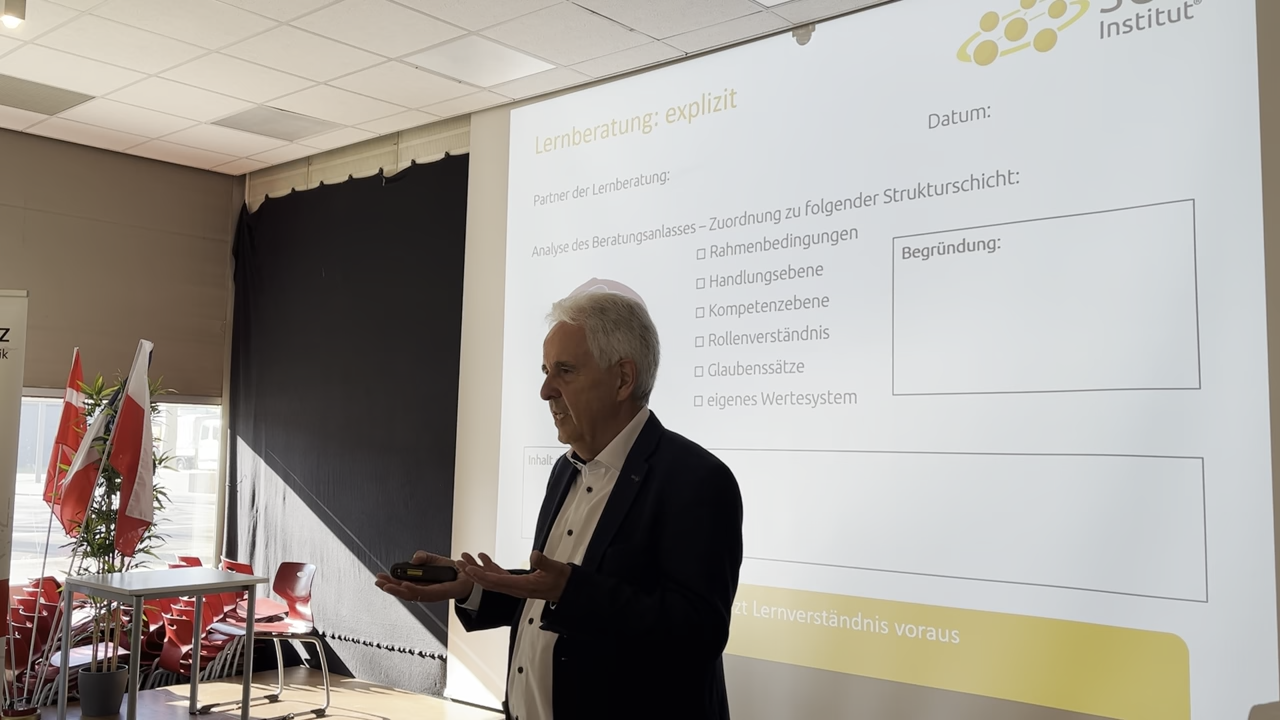 Institut®
Lernberatung: explizit
Datum:
Partner der Lernberatung:
Analyse des Beratungsanlasses – Zuordnung zu folgender Strukturschicht:
☐ Rahmenbedingungen
☐ Handlungsebene
☐ Kompetenzebene
☐ Rollenverständnis
☐ Glaubenssätze
☐ eigenes Wertesystem
Begründung:
Inhalt
Lernverständnis voraus